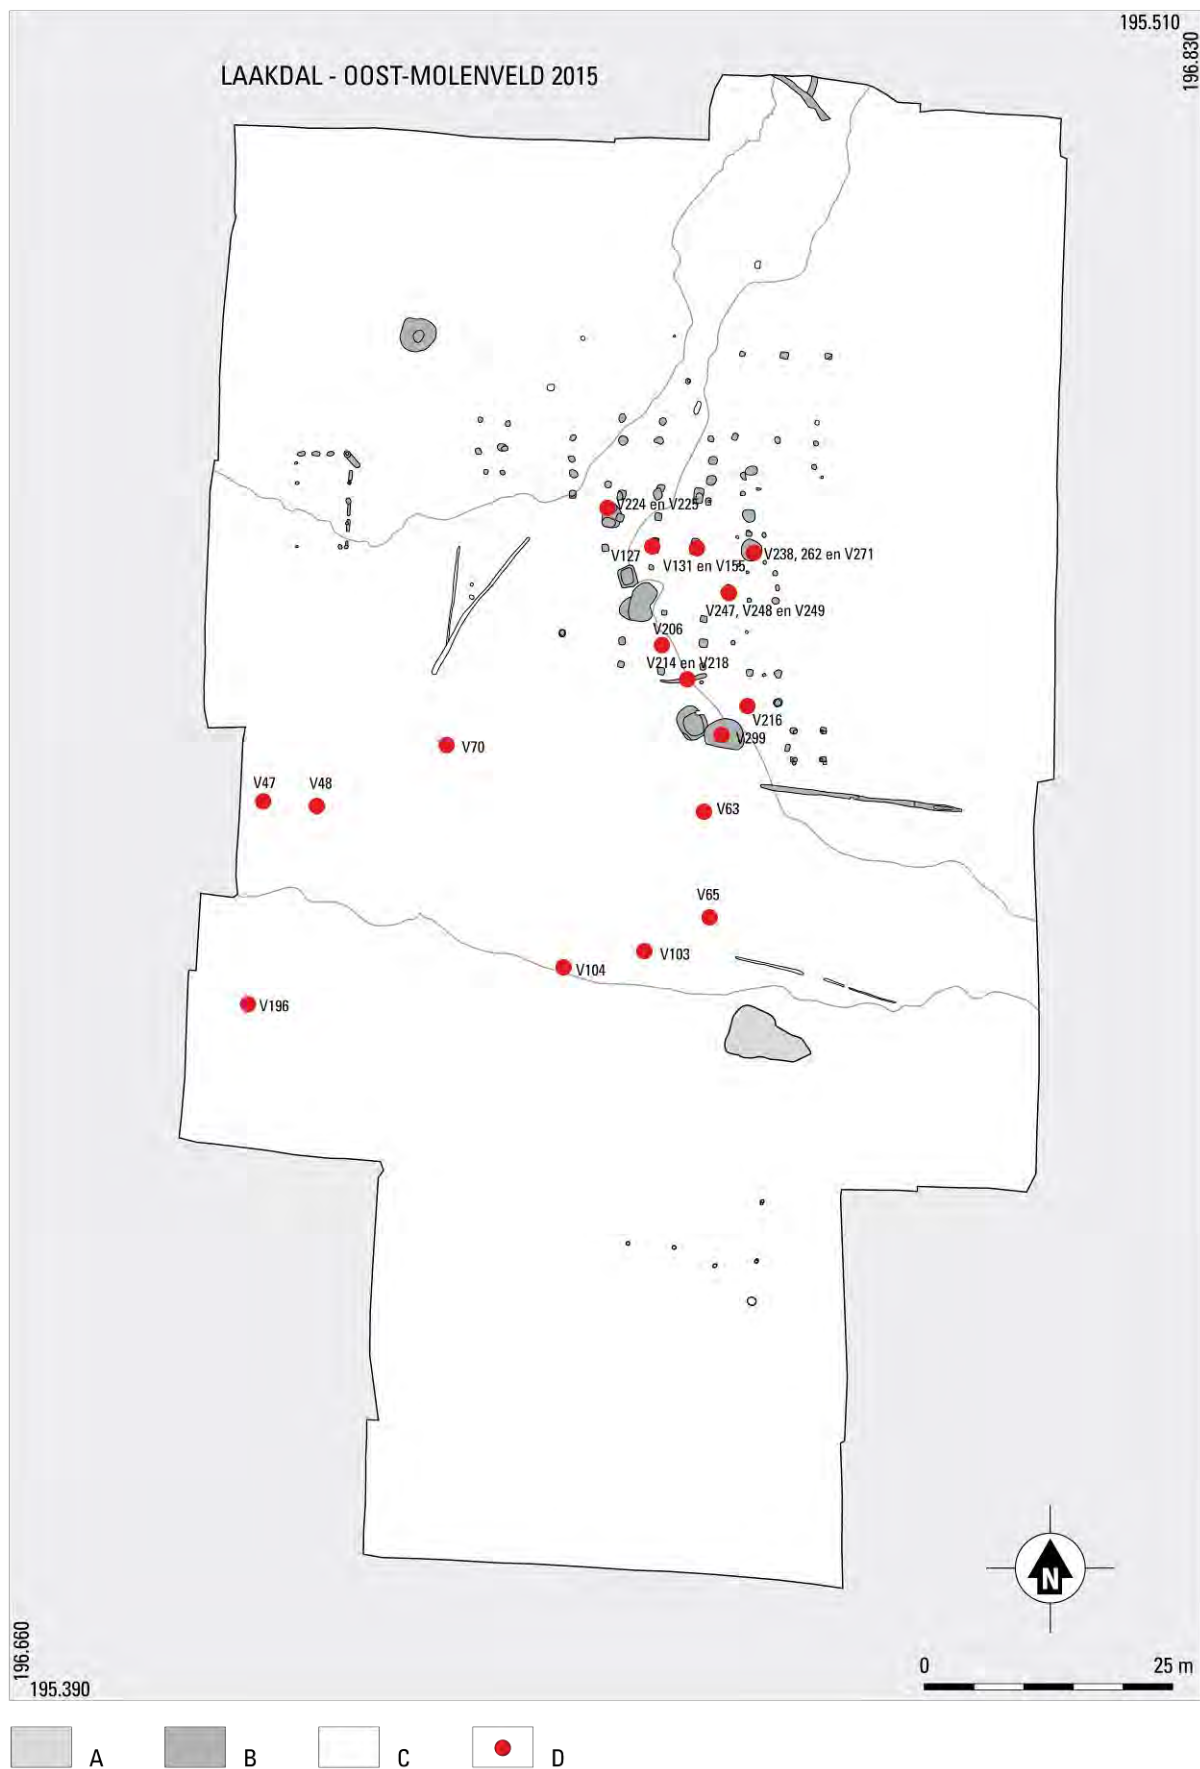 195.510
196.830
LAAKDAL - OOST-MOLENVELD 2015
V224 en V225
V127
V131 en V155
V238, 262 en V271
V247, V248 en V249
V206
V214 en V218
V216
V299
V70
V47
V48
V63
V65
V103
V104
V196
N
196.660
195.390
0
25 m
A
B
C
D